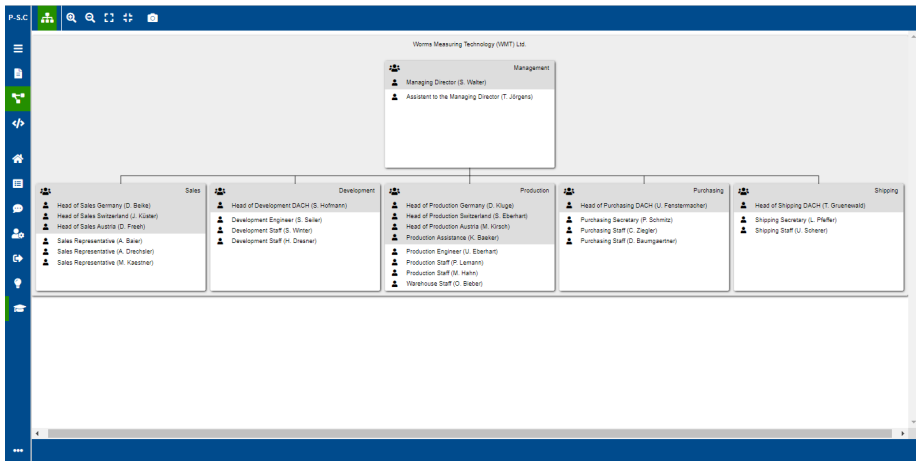 P-S.C
Worms Measuring Technology (WMT) Ltd.
Management
Managing Director (S. Walter)
Assistent to the Managing Director (T. Jörgens)
Sales
Head of Sales Germany (D. Beike)
Head of Sales Switzerland (J. Küster)
Head of Sales Austria (D. Freeh)
Sales Representative (A. Baier)
Sales Representative (A. Drechsler)
Sales Representative (M. Kaestner)
Development
Head of Development DACH (S. Hofmann)
Development Engineer (S. Seiler)
Development Staff (S. Winter)
Development Staff (H. Dresner)
Production
Head of Production Germany (D. Kluge)
Head of Production Switzerland (S. Eberhart)
Head of Production Austria (M. Kirsch)
Production Assistance (K. Baeker)
Production Engineer (U. Eberhart)
Production Staff (P. Lemann)
Production Staff (M. Hahn)
Warehouse Staff (O. Bieber)
Purchasing
Head of Purchasing DACH (U. Fenstermacher)
Purchasing Secretary (P. Schmitz)
Purchasing Staff (C. Ziegler)
Purchasing Staff (D. Baumgaertner)
Shipping
Head of Shipping DACH (T. Gruenewald)
Shipping Secretary (L. Pfeffer)
Shipping Staff (U. Scherer)